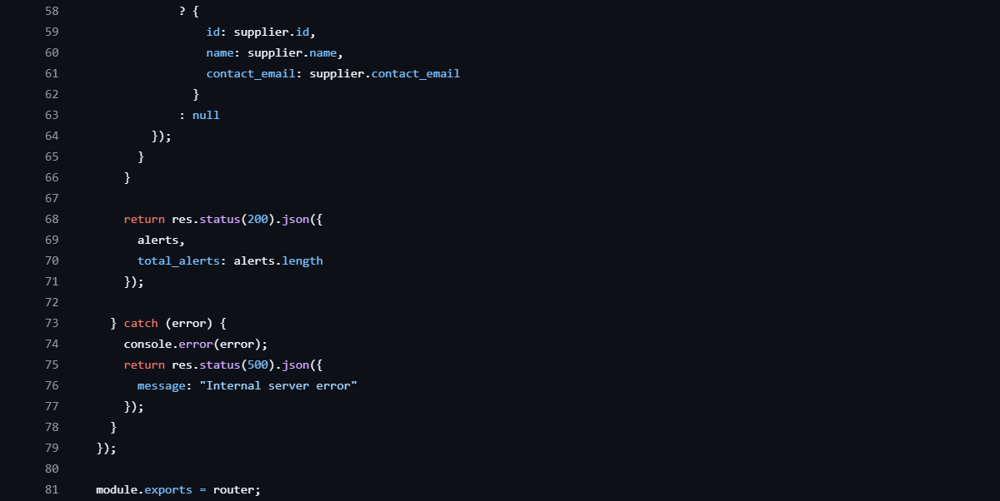 58                  ? {
59                      id: supplier.id,
60                      name: supplier.name,
61                      contact_email: supplier.contact_email
62                    }
63                  : null
64              });
65            }
66          }
67
68          return res.status(200).json({
69            alerts,
70            total_alerts: alerts.length
71          });
72
73        } catch (error) {
74          console.error(error);
75          return res.status(500).json({
76            message: "Internal server error"
77          });
78        }
79      });
80
81      module.exports = router;